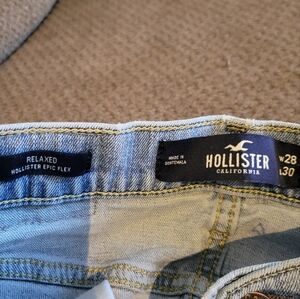 RELAXED
HOLLISTER EPIC FLEX
MADE IN
GUATEMALA
HOLLISTER
CALIFORNIA
W28
L30